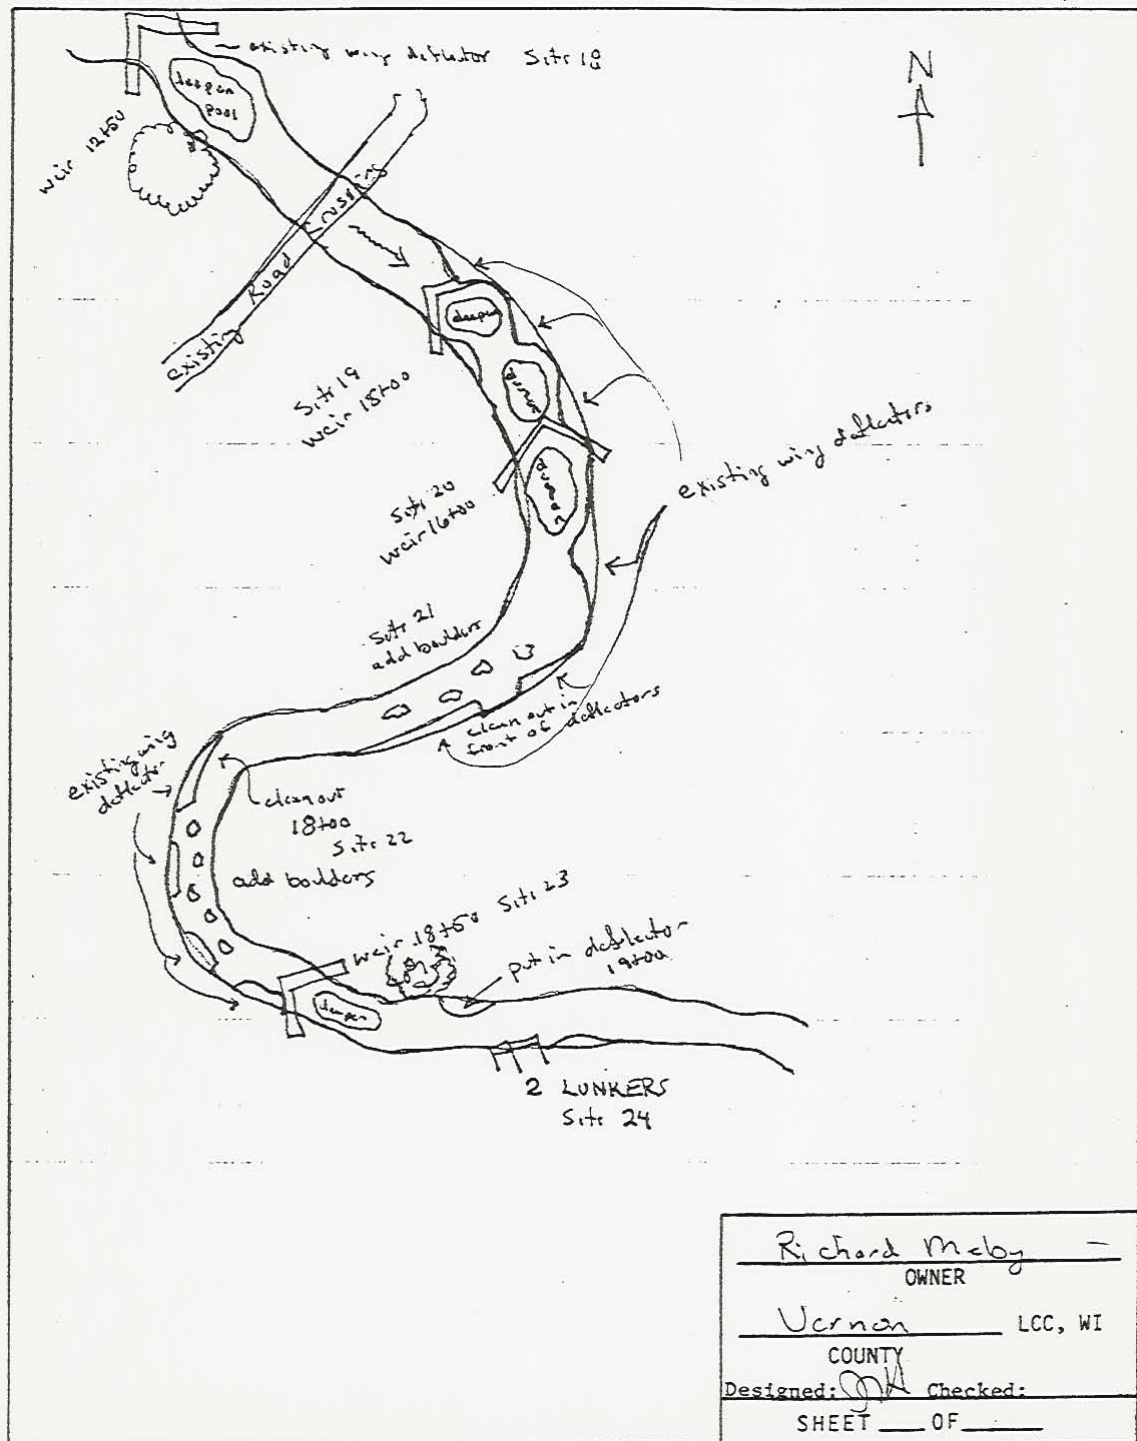 existing wing deflector Site 18
N
deepen
pool
weir 12+50
existing Road Crossing
deepen
Site 19
weir 15+00
deepen
existing wing deflectors
deepen
Site 20
weir 16+00
Site 21
add boulders
clean out in
front of deflectors
existing wing
deflector
clean out
18+00
Site 22
add boulders
weir 18+50 Site 23
put in deflector
19+00
deepen
2 LUNKERS
Site 24
Richard
OWNER
Vernon LCC, WI
COUNTY
Designed: Checked:
SHEET ___ OF ___